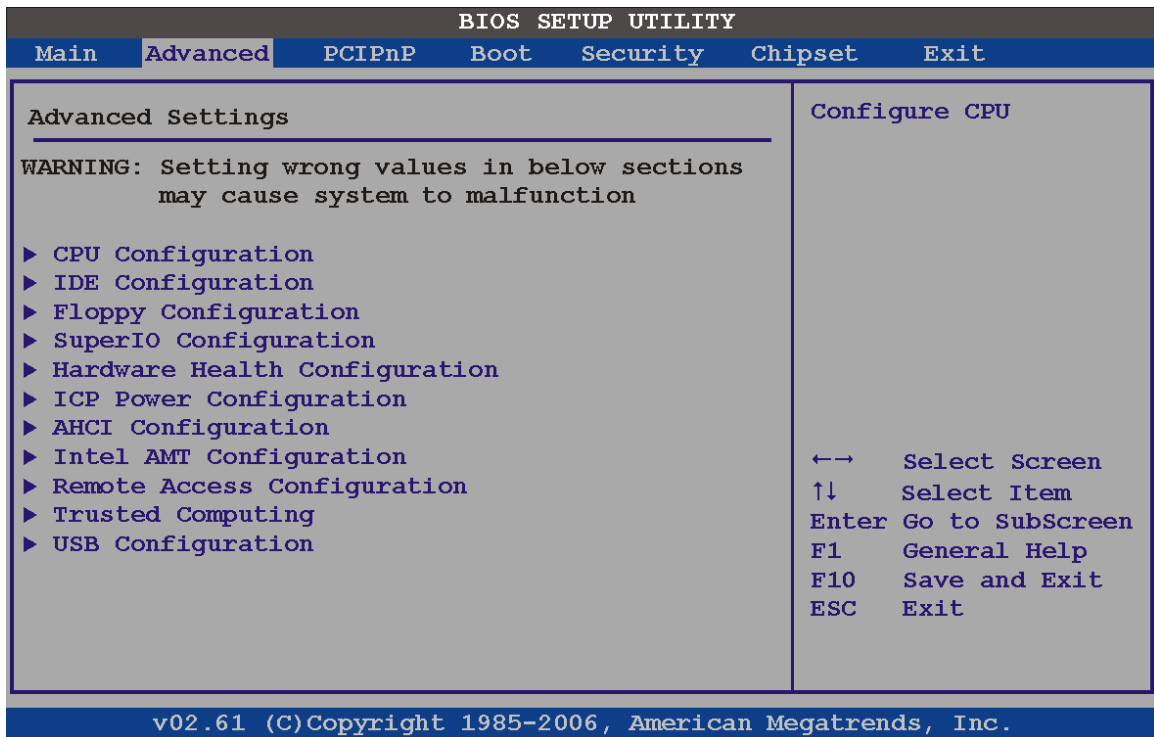 BIOS SETUP UTILITY
Main Advanced PCIPnP Boot Security Chipset Exit
Advanced Settings
WARNING: Setting wrong values in below sections
may cause system to malfunction
▶ CPU Configuration
▶ IDE Configuration
▶ Floppy Configuration
▶ SuperIO Configuration
▶ Hardware Health Configuration
▶ ICP Power Configuration
▶ AHCI Configuration
▶ Intel AMT Configuration
▶ Remote Access Configuration
▶ Trusted Computing
▶ USB Configuration
Configure CPU
←→ Select Screen
↑↓ Select Item
Enter Go to SubScreen
F1 General Help
F10 Save and Exit
ESC Exit
v02.61 (C)Copyright 1985-2006, American Megatrends, Inc.